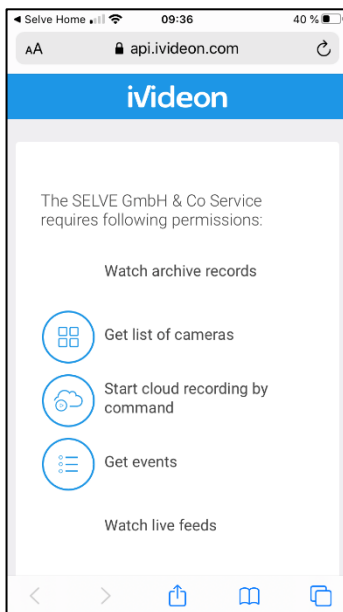 Selve Home
09:36
40 %
AA
api.ivideon.com
iVideon
The SELVE GmbH & Co Service
requires following permissions:
Watch archive records
Get list of cameras
Start cloud recording by
command
Get events
Watch live feeds